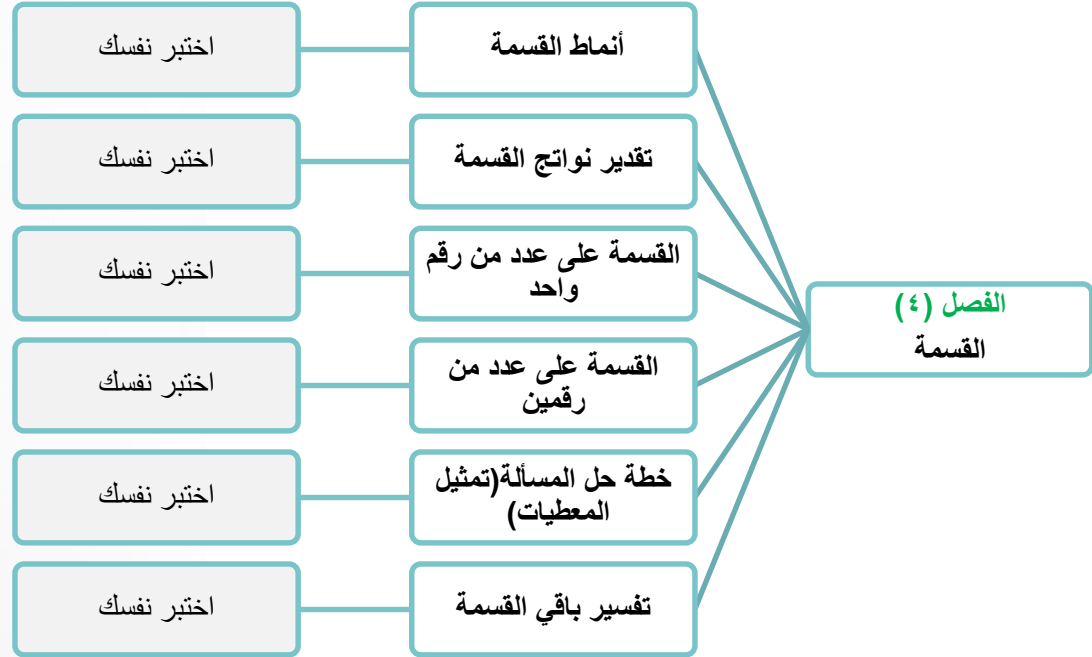 الفصل (٤)
القسمة
أنماط القسمة
اختبر نفسك
تقدير نواتج القسمة
اختبر نفسك
القسمة على عدد من رقم
واحد
اختبر نفسك
القسمة على عدد من
رقمين
اختبر نفسك
خطة حل المسألة(تمثيل
المعطيات)
اختبر نفسك
تفسير باقي القسمة
اختبر نفسك